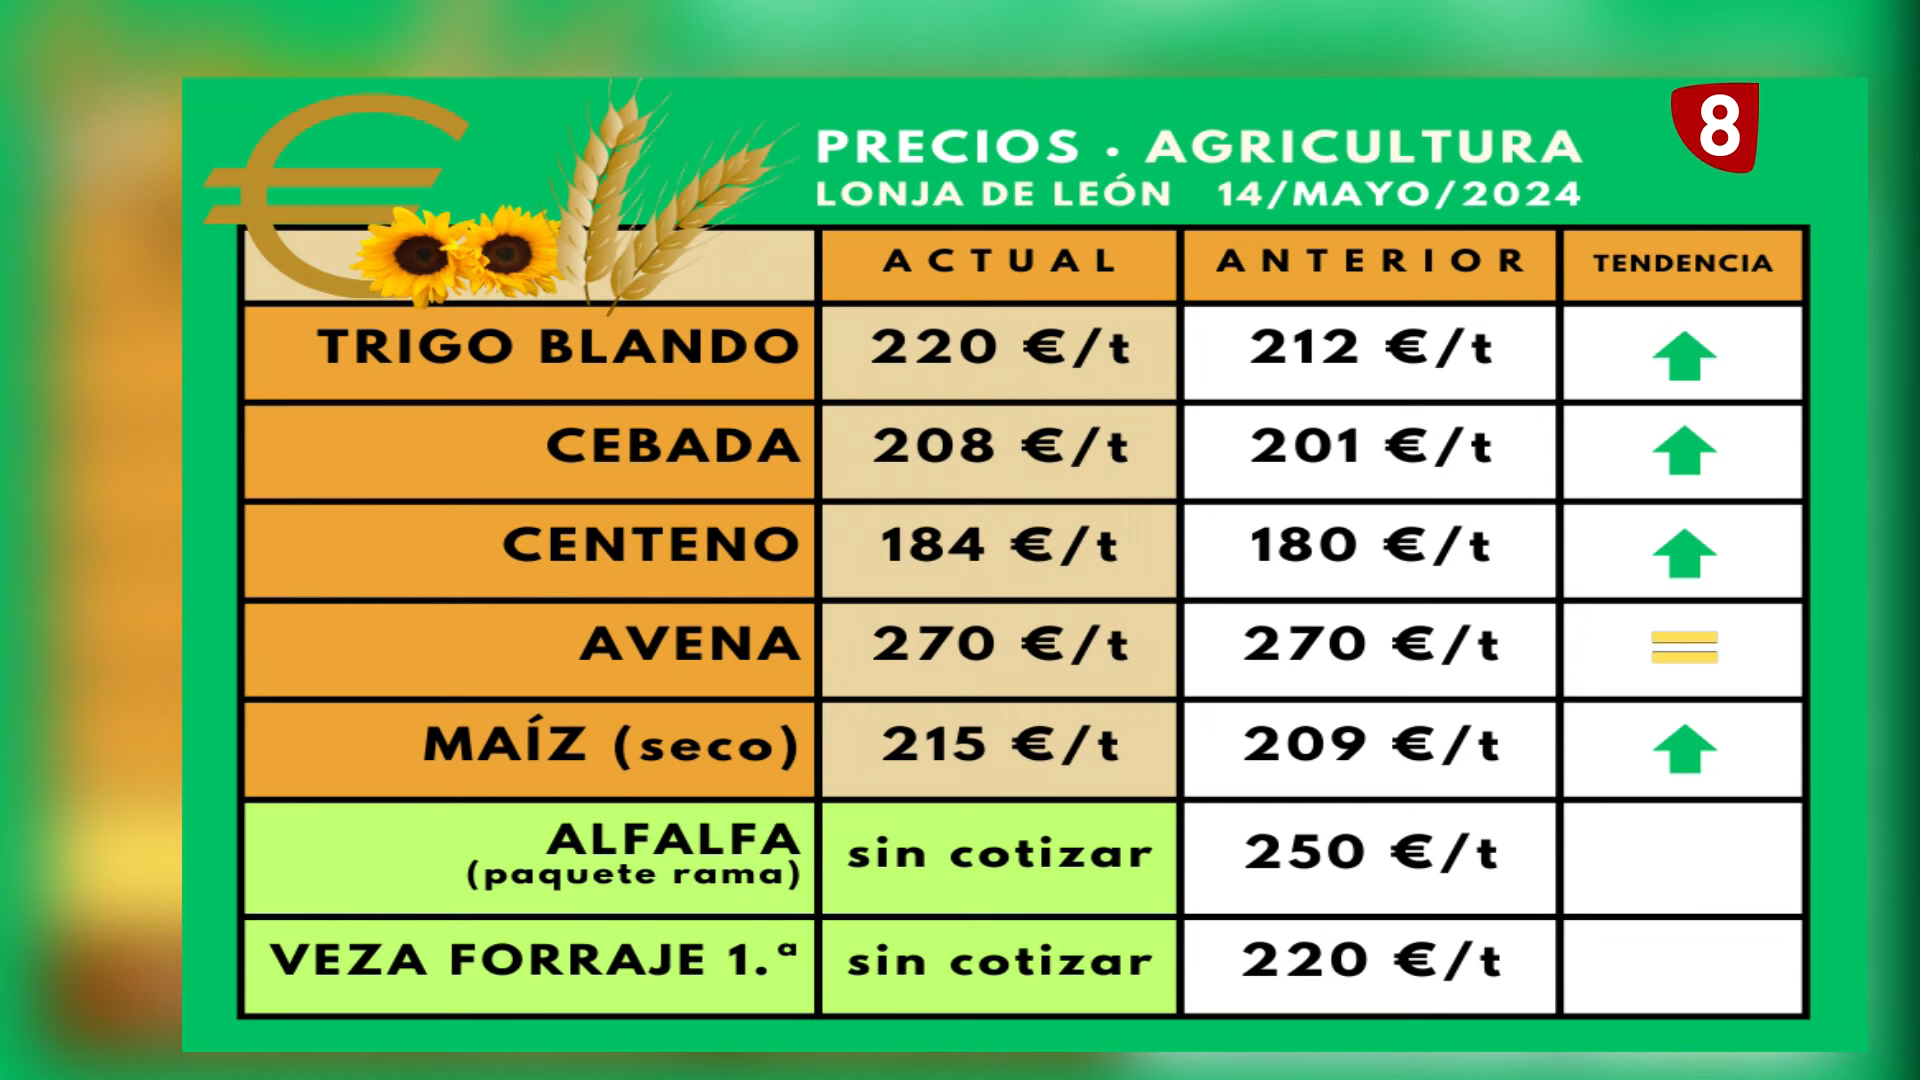 8
PRECIOS · AGRICULTURA
LONJA DE LEÓN 14/MAYO/2024
ACTUAL ANTERIOR TENDENCIA
TRIGO BLANDO 220 €/t 212 €/t
CEBADA 208 €/t 201 €/t
CENTENO 184 €/t 180 €/t
AVENA 270 €/t 270 €/t
MAÍZ (seco) 215 €/t 209 €/t
ALFALFA
(paquete rama) sin cotizar 250 €/t
VEZA FORRAJE 1.ª sin cotizar 220 €/t